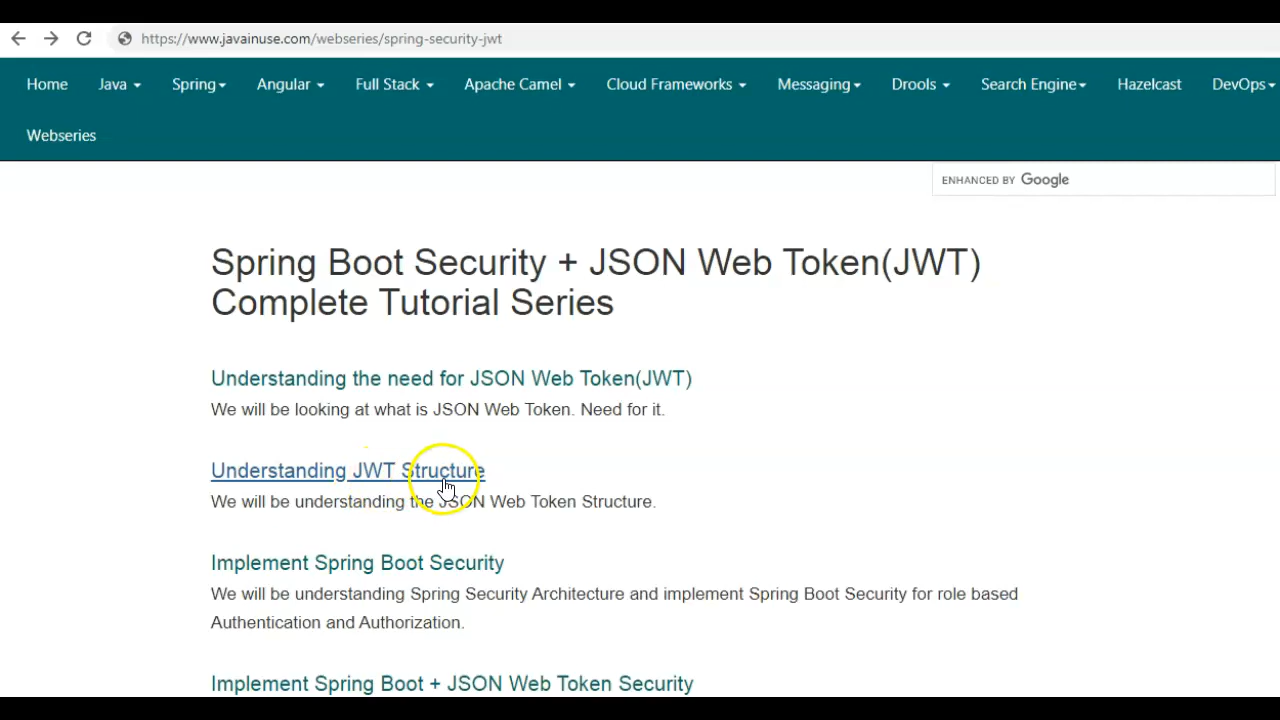 https://www.javainuse.com/webseries/spring-security-jwt
Home Java Spring Angular Full Stack Apache Camel Cloud Frameworks Messaging Drools Search Engine Hazelcast DevOps
Webseries
ENHANCED BY Google
Spring Boot Security + JSON Web Token(JWT)
Complete Tutorial Series
Understanding the need for JSON Web Token(JWT)
We will be looking at what is JSON Web Token. Need for it.
Understanding JWT Structure
We will be understanding the JSON Web Token Structure.
Implement Spring Boot Security
We will be understanding Spring Security Architecture and implement Spring Boot Security for role based
Authentication and Authorization.
Implement Spring Boot + JSON Web Token Security